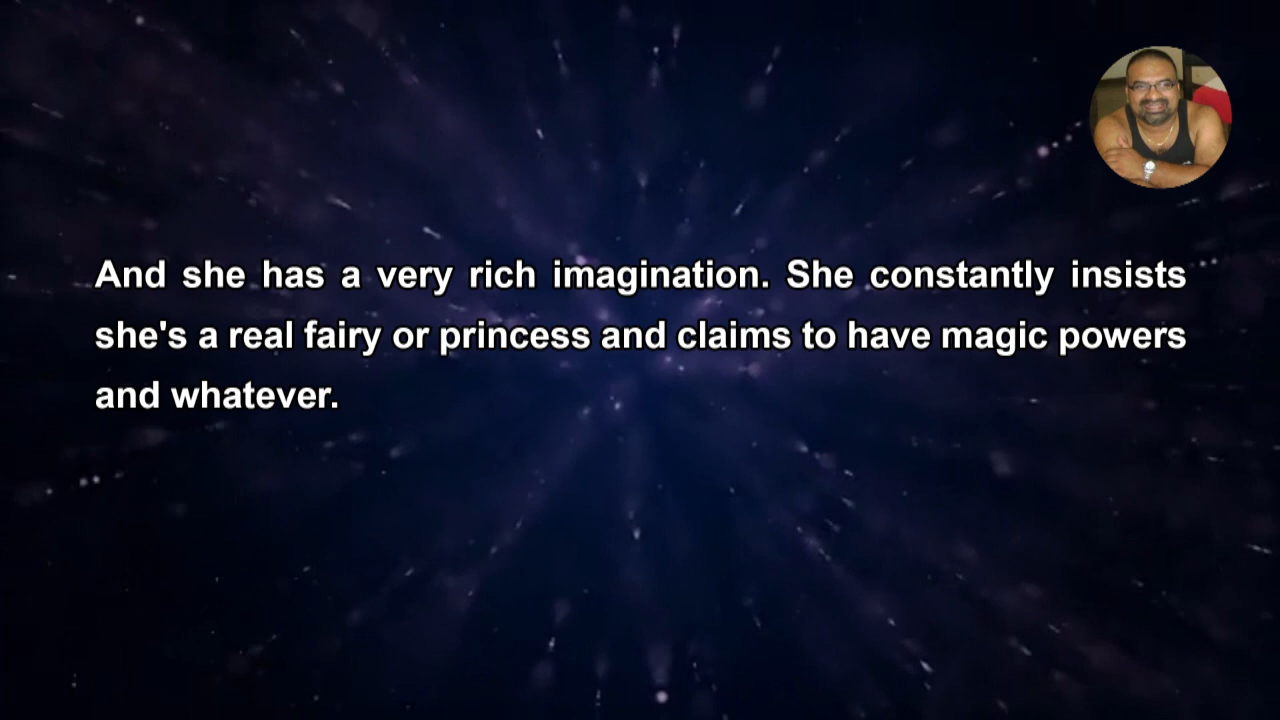 And she has a very rich imagination. She constantly insists
she's a real fairy or princess and claims to have magic powers
and whatever.